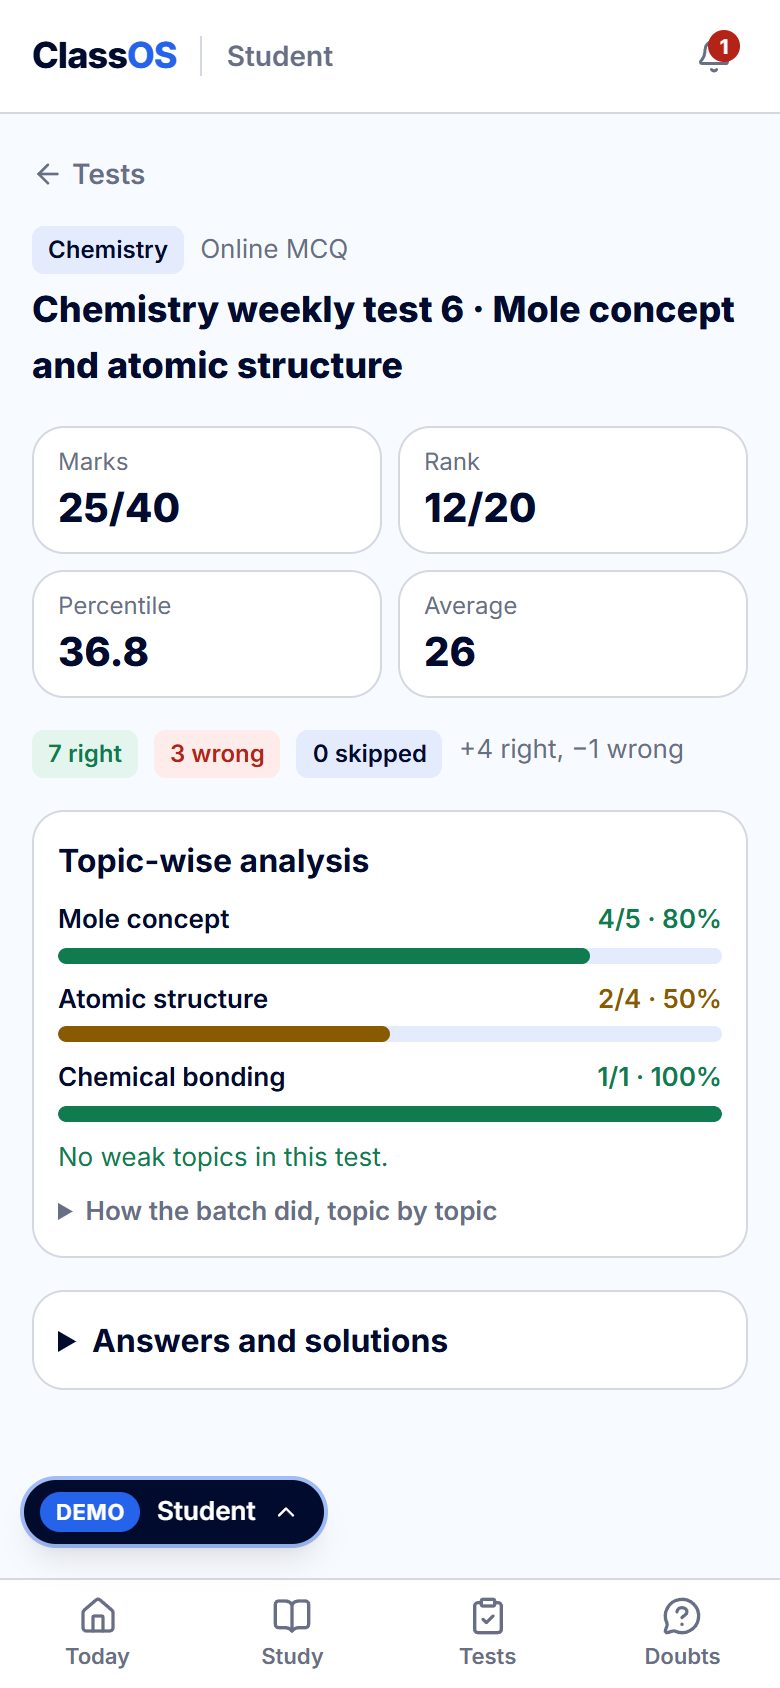 ClassOS
Student
1
Tests
Chemistry
Online MCQ
Chemistry weekly test 6 · Mole concept
and atomic structure
Marks
25/40
Rank
12/20
Percentile
36.8
Average
26
7 right
3 wrong
0 skipped
+4 right, −1 wrong
Topic-wise analysis
Mole concept
4/5 · 80%
Atomic structure
2/4 · 50%
Chemical bonding
1/1 · 100%
No weak topics in this test.
How the batch did, topic by topic
Answers and solutions
DEMO
Student
Today
Study
Tests
Doubts